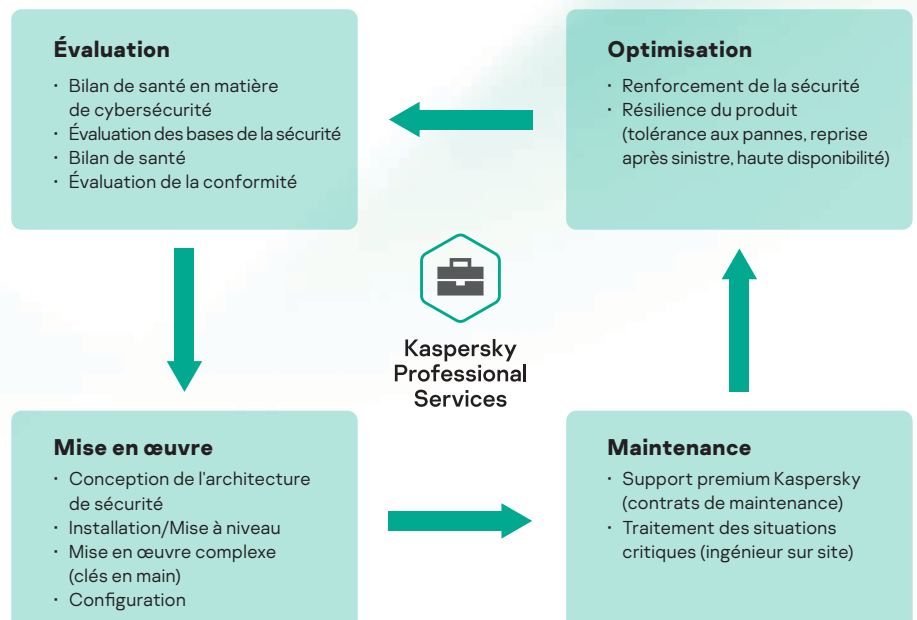 Évaluation
· Bilan de santé en matière
de cybersécurité
· Évaluation des bases de la sécurité
· Bilan de santé
· Évaluation de la conformité
Optimisation
· Renforcement de la sécurité
· Résilience du produit
(tolérance aux pannes, reprise
après sinistre, haute disponibilité)
Kaspersky
Professional
Services
Mise en œuvre
· Conception de l'architecture
de sécurité
· Installation/Mise à niveau
· Mise en œuvre complexe
(clés en main)
· Configuration
Maintenance
· Support premium Kaspersky
(contrats de maintenance)
· Traitement des situations
critiques (ingénieur sur site)